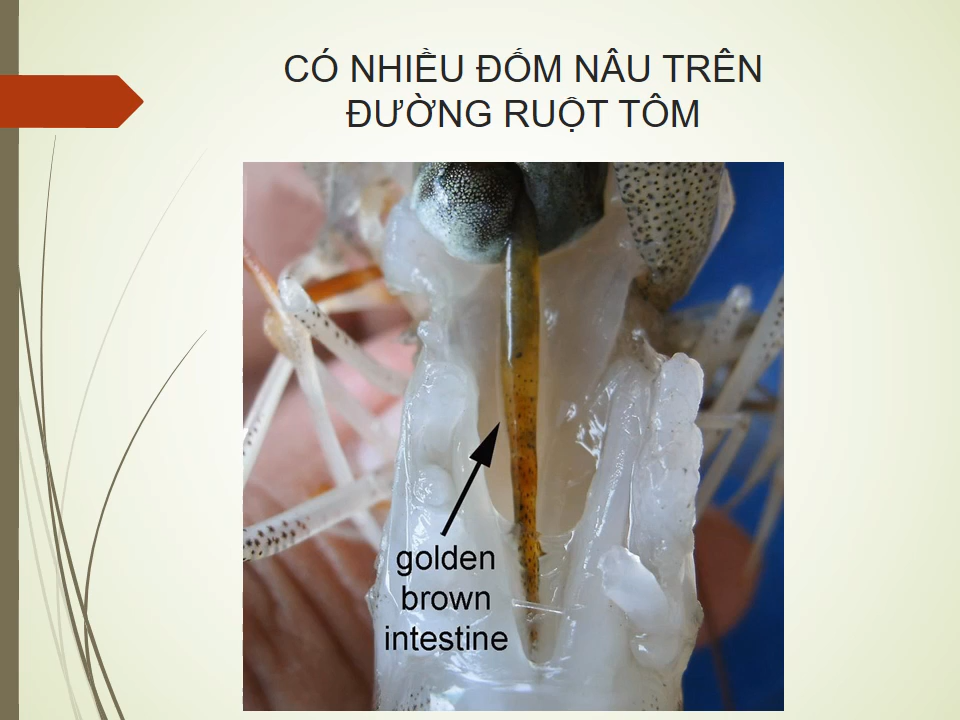 CÓ NHIỀU ĐỐM NÂU TRÊN
ĐƯỜNG RUỘT TÔM
golden
brown
intestine